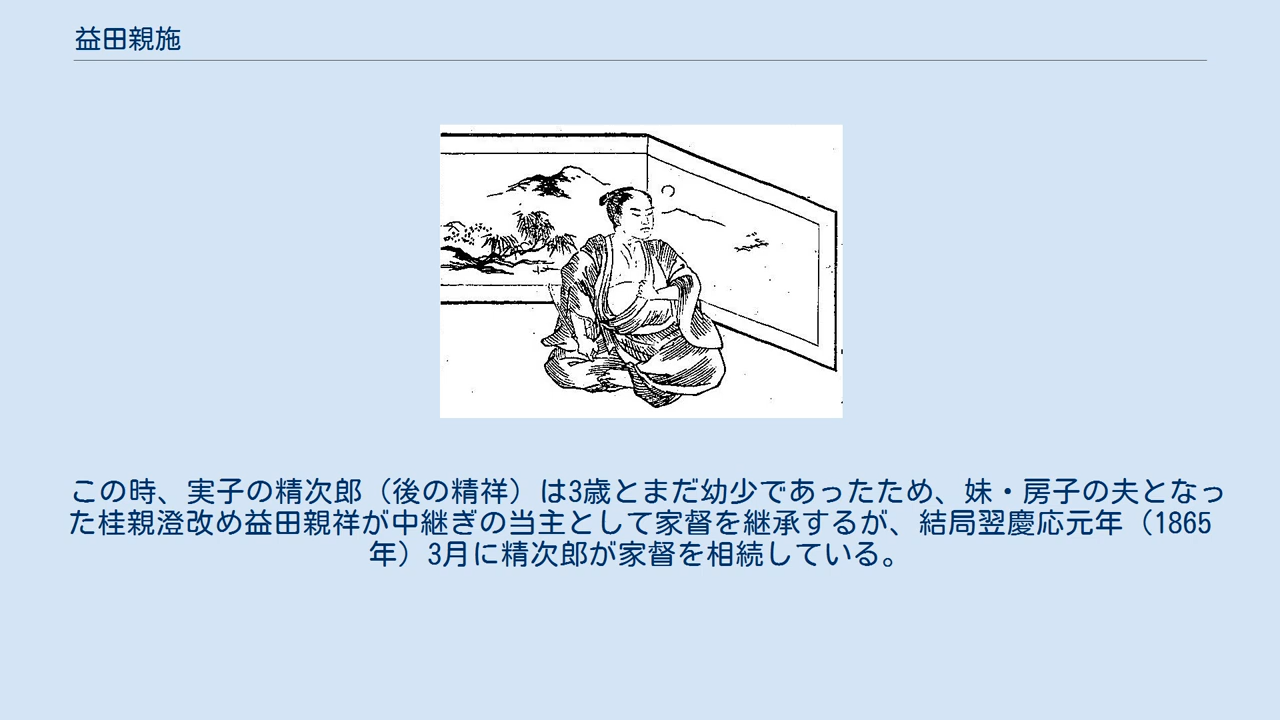 益田親施
この時、実子の精次郎（後の精祥）は3歳とまだ幼少であったため、妹・房子の夫となっ
た桂親澄改め益田親祥が中継ぎの当主として家督を継承するが、結局翌慶応元年（1865
年）3月に精次郎が家督を相続している。